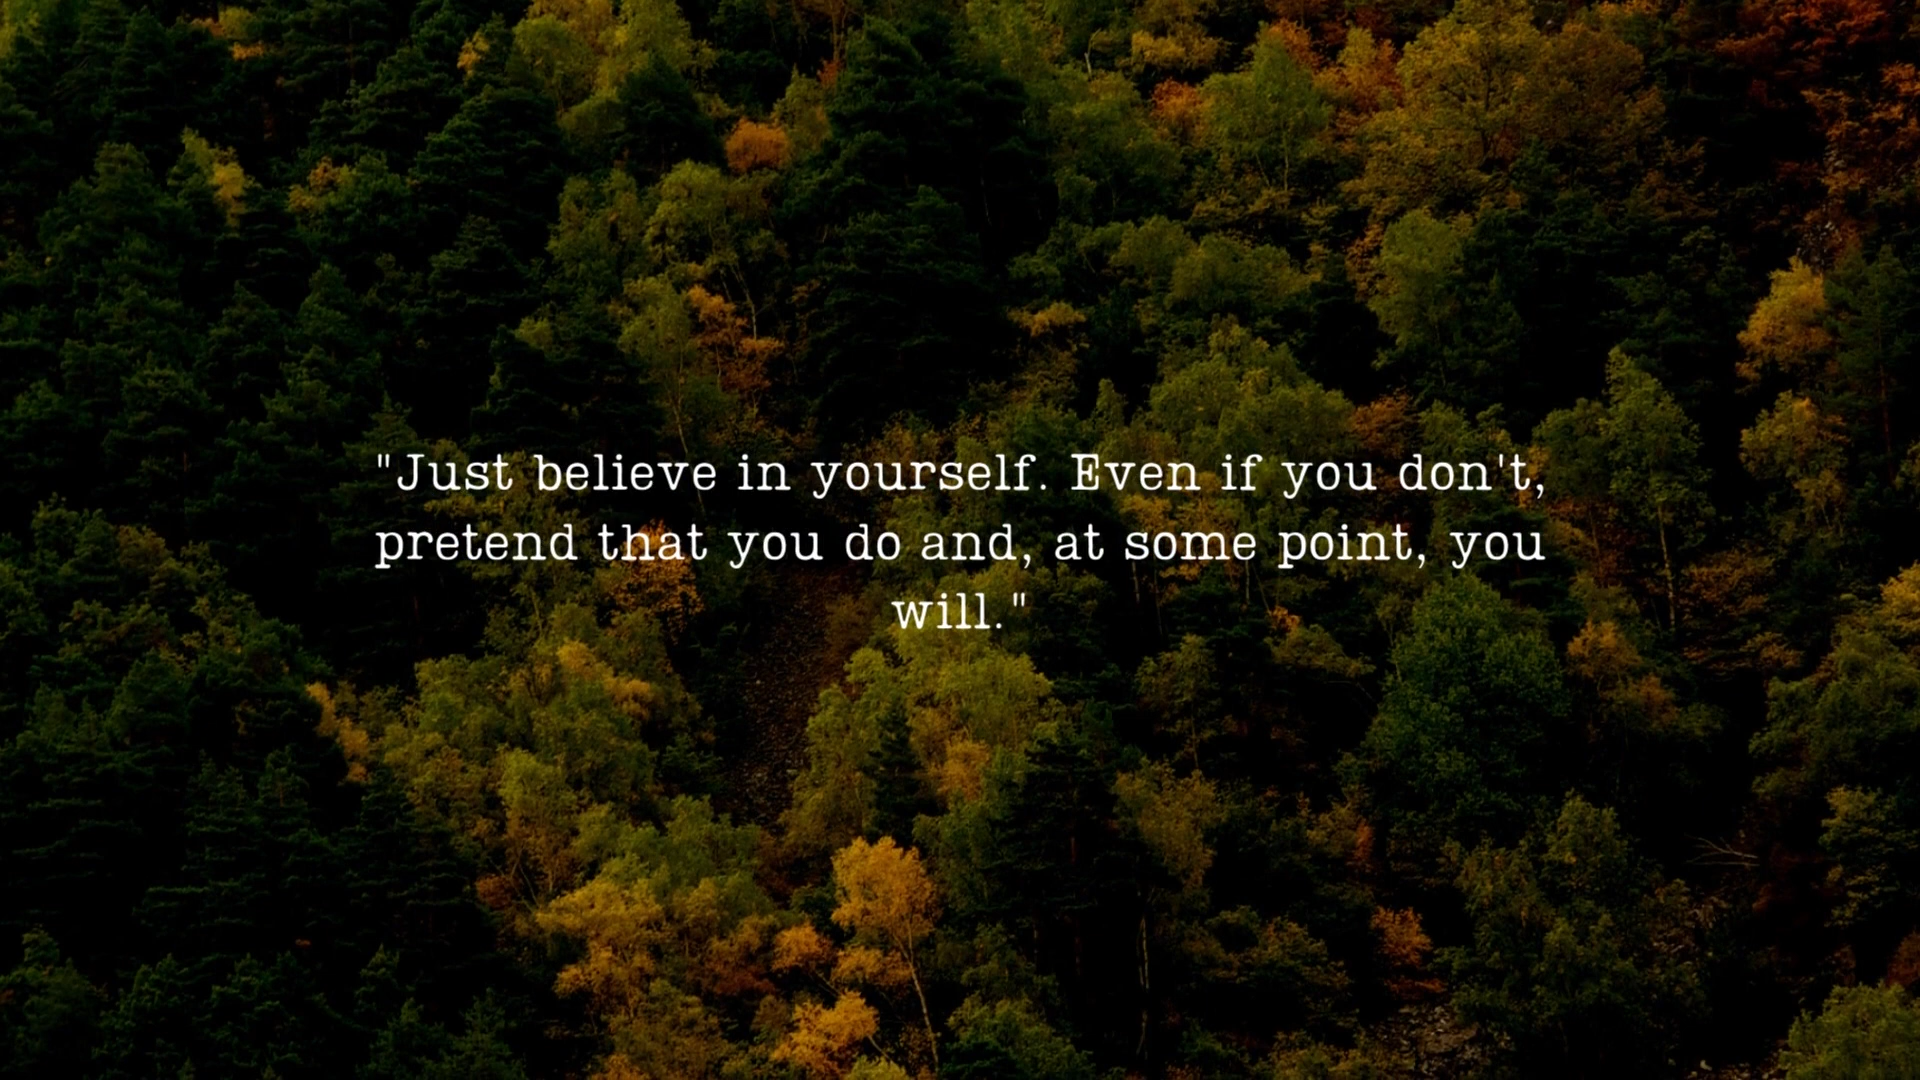 "Just believe in yourself. Even if you don't,
pretend that you do and, at some point, you
will."